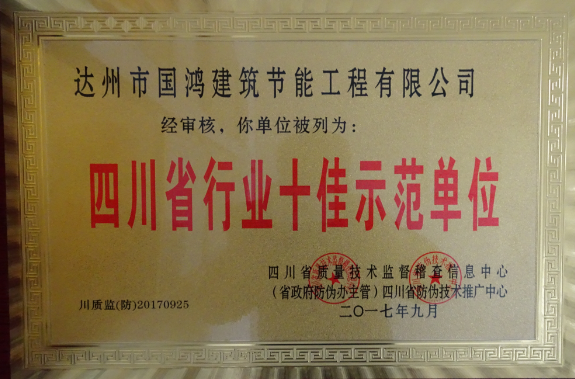 达州市国鸿建筑节能工程有限公司
经审核，你单位被列为：
四川省行业十佳示范单位
四川省质量技术监督稽查信息中心
（省政府防伪办主管）四川省防伪技术推广中心
川质监(防)20170925
二〇一七年九月